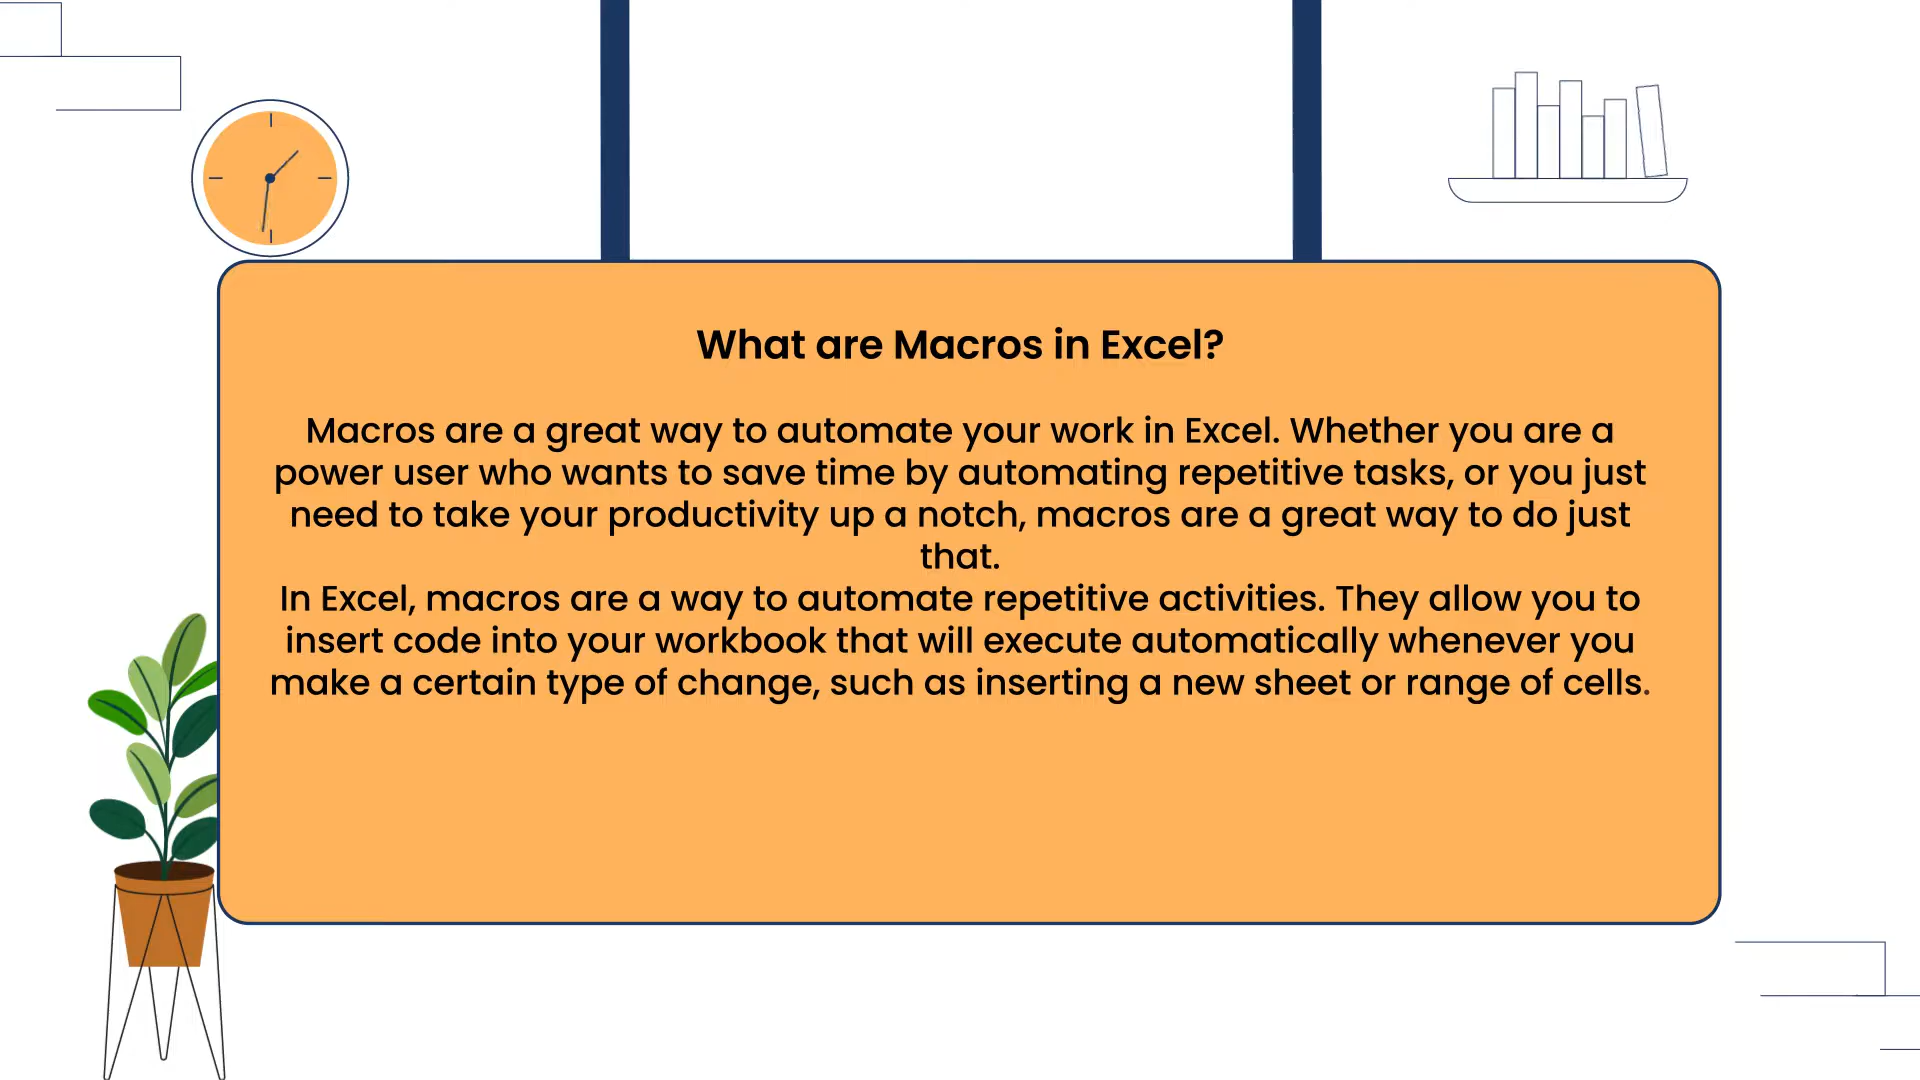 What are Macros in Excel?
Macros are a great way to automate your work in Excel. Whether you are a
power user who wants to save time by automating repetitive tasks, or you just
need to take your productivity up a notch, macros are a great way to do just
that.
In Excel, macros are a way to automate repetitive activities. They allow you to
insert code into your workbook that will execute automatically whenever you
make a certain type of change, such as inserting a new sheet or range of cells.